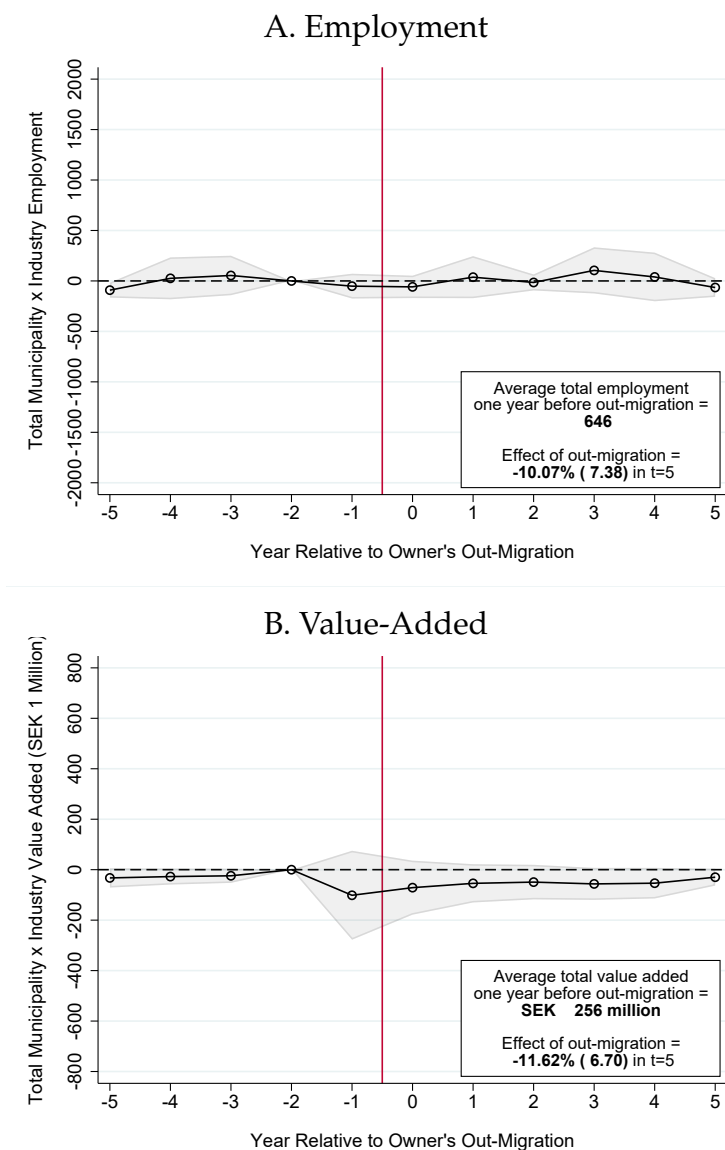 A. Employment
Total Municipality x Industry Employment
2000
1500
1000
500
0
-500
-1000
-1500
-2000
Average total employment
one year before out-migration =
646
Effect of out-migration =
-10.07% ( 7.38) in t=5
-5 -4 -3 -2 -1 0 1 2 3 4 5
Year Relative to Owner's Out-Migration
B. Value-Added
Total Municipality x Industry Value Added (SEK 1 Million)
800
600
400
200
0
-200
-400
-600
-800
Average total value added
one year before out-migration =
SEK 256 million
Effect of out-migration =
-11.62% ( 6.70) in t=5
-5 -4 -3 -2 -1 0 1 2 3 4 5
Year Relative to Owner's Out-Migration